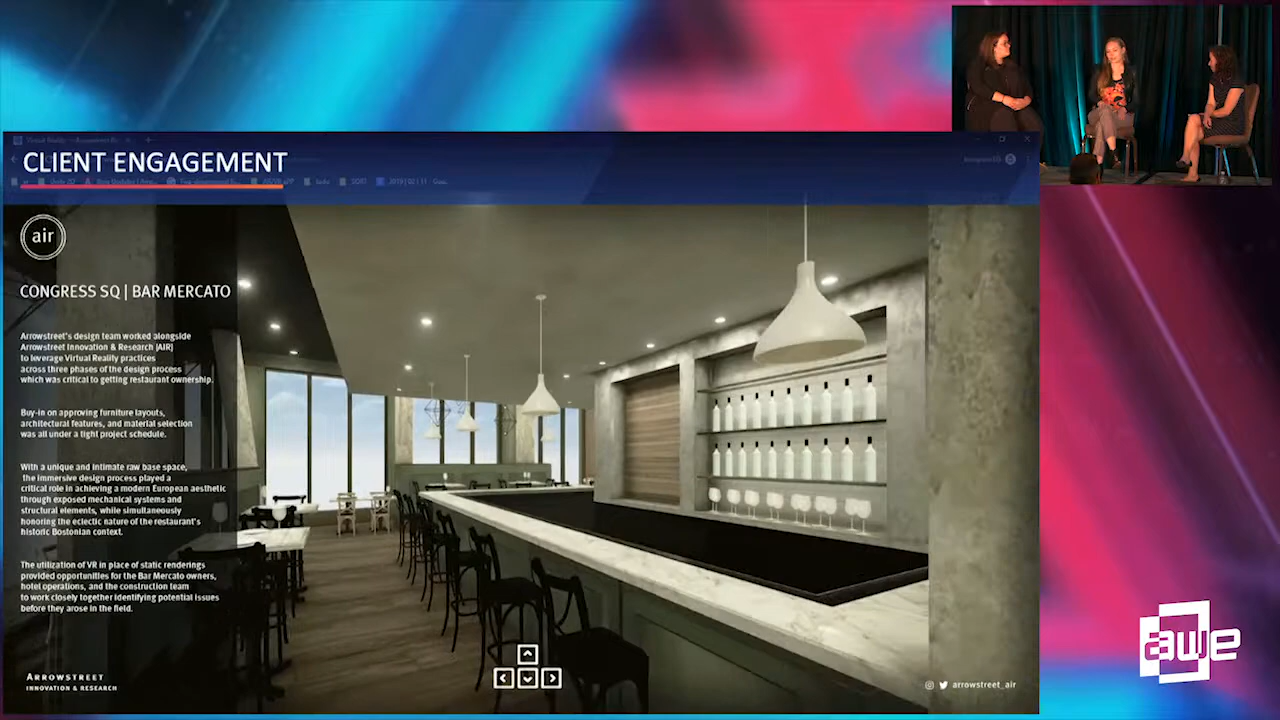 CLIENT ENGAGEMENT
air
CONGRESS SQ | BAR MERCATO
Arrowstreet's design team worked alongside
Arrowstreet Innovation & Research [AIR]
to leverage Virtual Reality practices
across three phases of the design process
which was critical to getting restaurant ownership.
Buy-in on approving furniture layouts,
architectural features, and material selection
was all under a tight project schedule.
With a unique and intimate raw base space,
the immersive design process played a
critical role in achieving a modern European aesthetic
through exposed mechanical systems and
structural elements, while simultaneously
honoring the eclectic nature of the restaurant's
historic Bostonian context.
The utilization of VR in place of static renderings
provided opportunities for the Bar Mercato owners,
hotel operations, and the construction team
to work closely together identifying potential issues
before they arose in the field.
ARROWSTREET
INNOVATION & RESEARCH
arrowstreet_air
awe